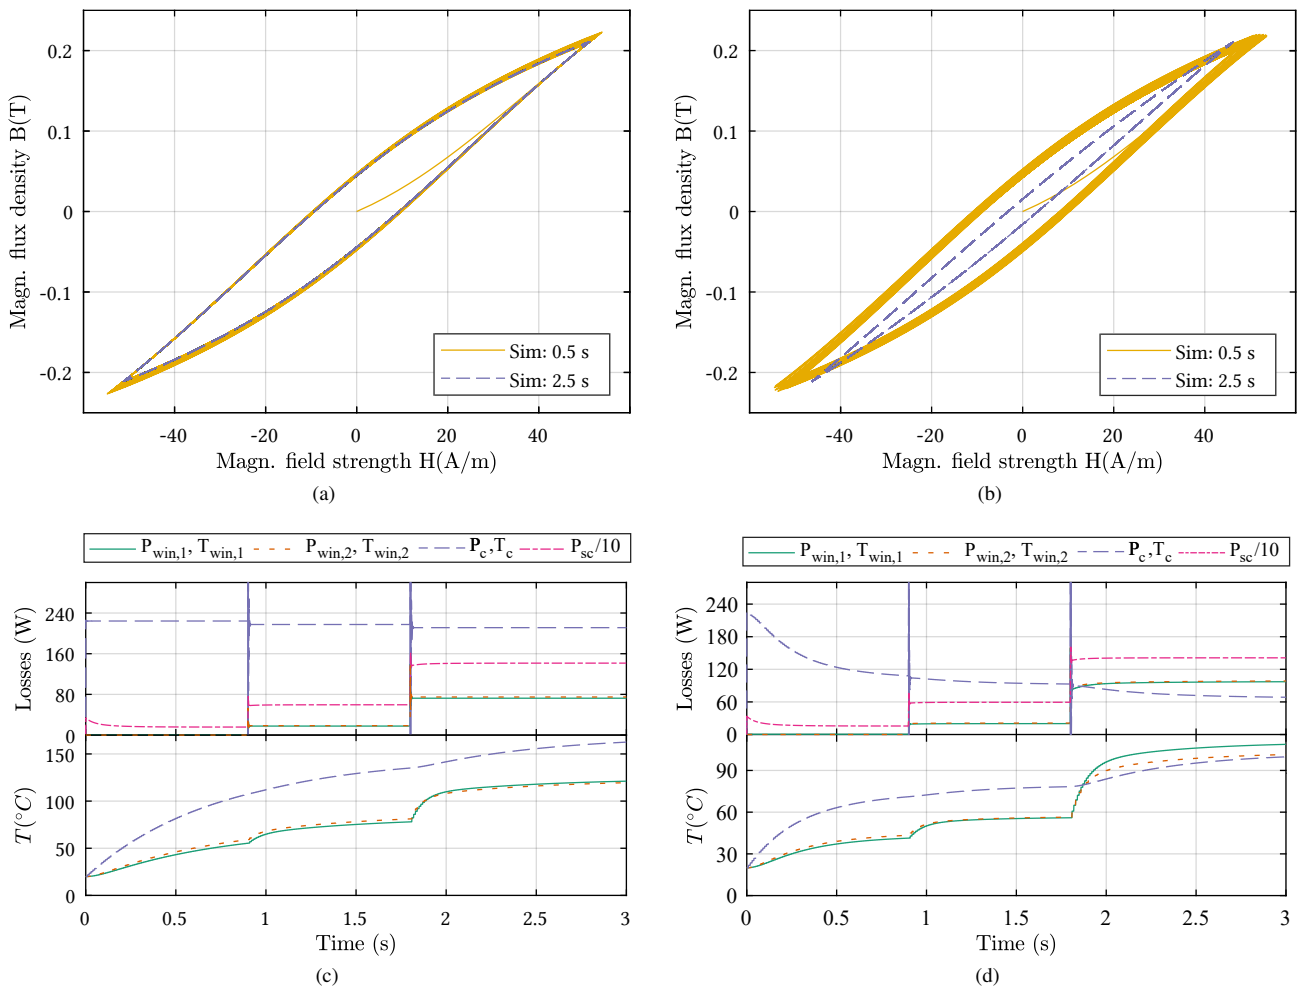 0.2
0.1
0
-0.1
-0.2
Magn. flux density B(T)
Sim: 0.5 s
Sim: 2.5 s
-40 -20 0 20 40
Magn. field strength H(A/m)
(a)
0.2
0.1
0
-0.1
-0.2
Magn. flux density B(T)
Sim: 0.5 s
Sim: 2.5 s
-40 -20 0 20 40
Magn. field strength H(A/m)
(b)
Pwin,1, Twin,1 Pwin,2, Twin,2 Pc,Tc Psc/10
240
160
80
0
Losses (W)
150
100
50
0
T(°C)
0 0.5 1 1.5 2 2.5 3
Time (s)
(c)
Pwin,1, Twin,1 Pwin,2, Twin,2 Pc,Tc Psc/10
240
180
120
60
0
Losses (W)
90
60
30
0
T(°C)
0 0.5 1 1.5 2 2.5 3
Time (s)
(d)